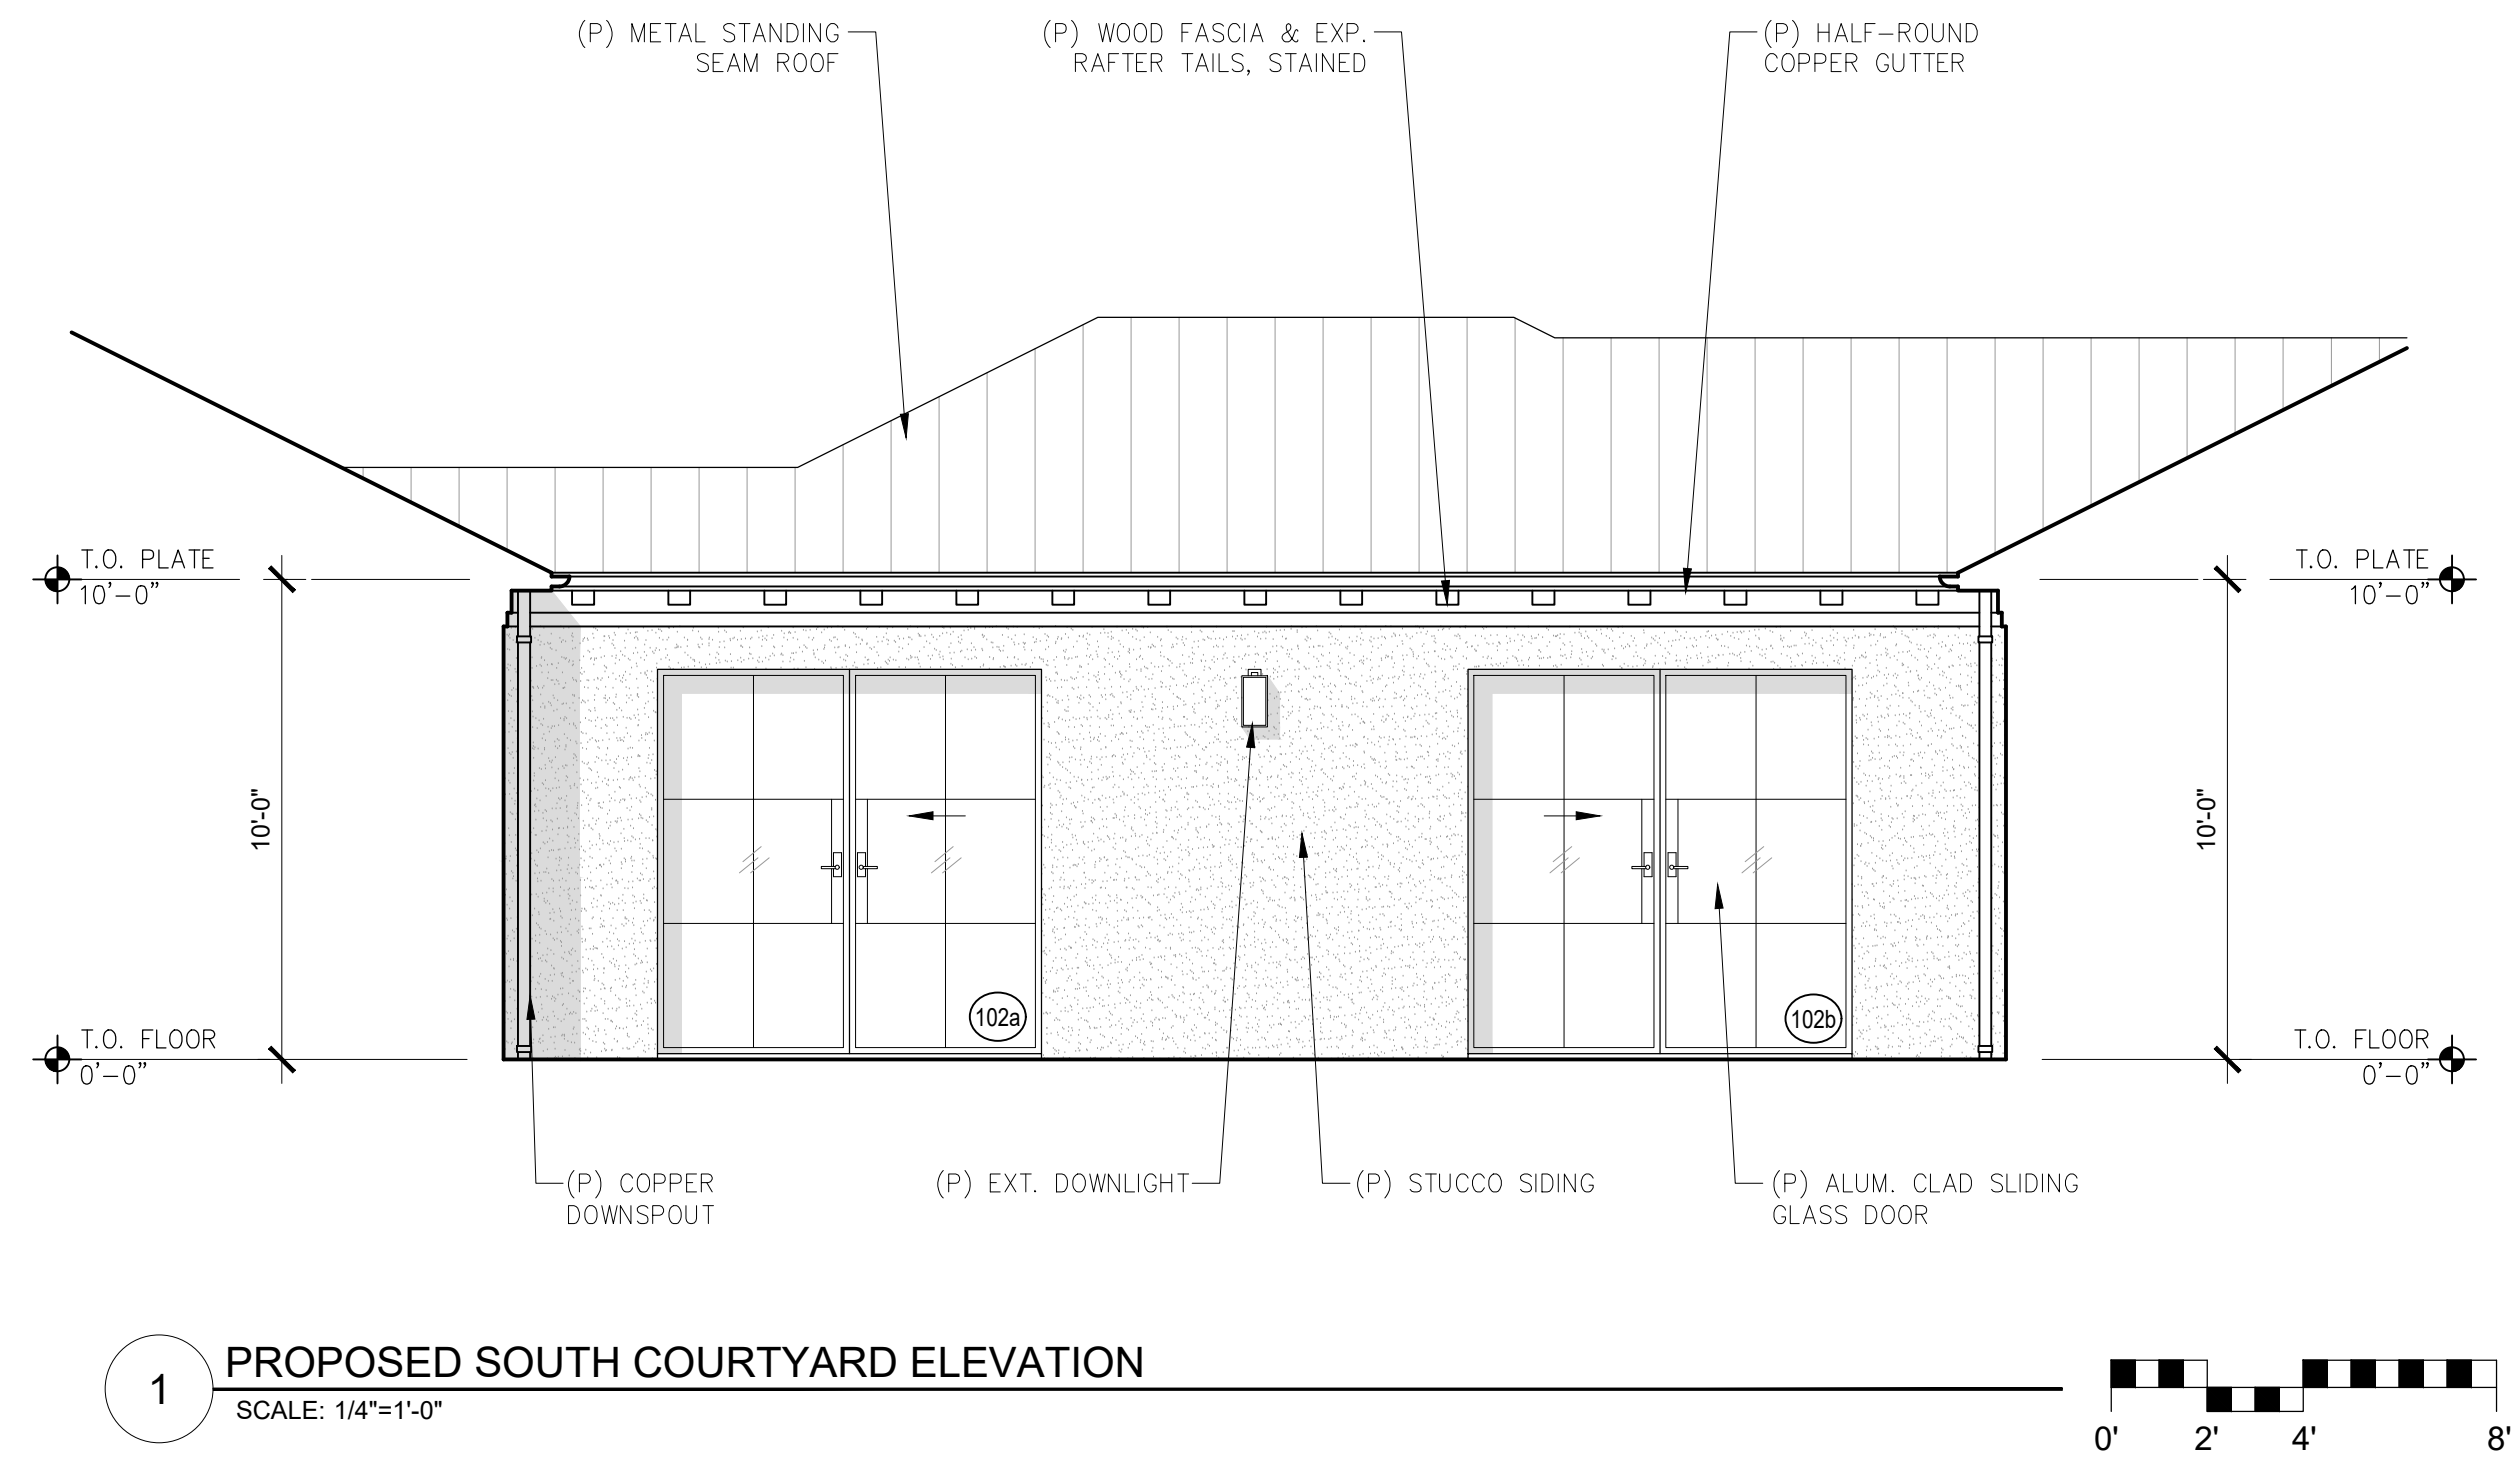 (P) METAL STANDING
SEAM ROOF
(P) WOOD FASCIA & EXP.
RAFTER TAILS, STAINED
(P) HALF-ROUND
COPPER GUTTER
T.O. PLATE
10'-0"
T.O. PLATE
10'-0"
10'-0"
10'-0"
102a
102b
T.O. FLOOR
0'-0"
T.O. FLOOR
0'-0"
(P) COPPER
DOWNSPOUT
(P) EXT. DOWNLIGHT
(P) STUCCO SIDING
(P) ALUM. CLAD SLIDING
GLASS DOOR
1
PROPOSED SOUTH COURTYARD ELEVATION
SCALE: 1/4"=1'-0"
0' 2' 4' 8'